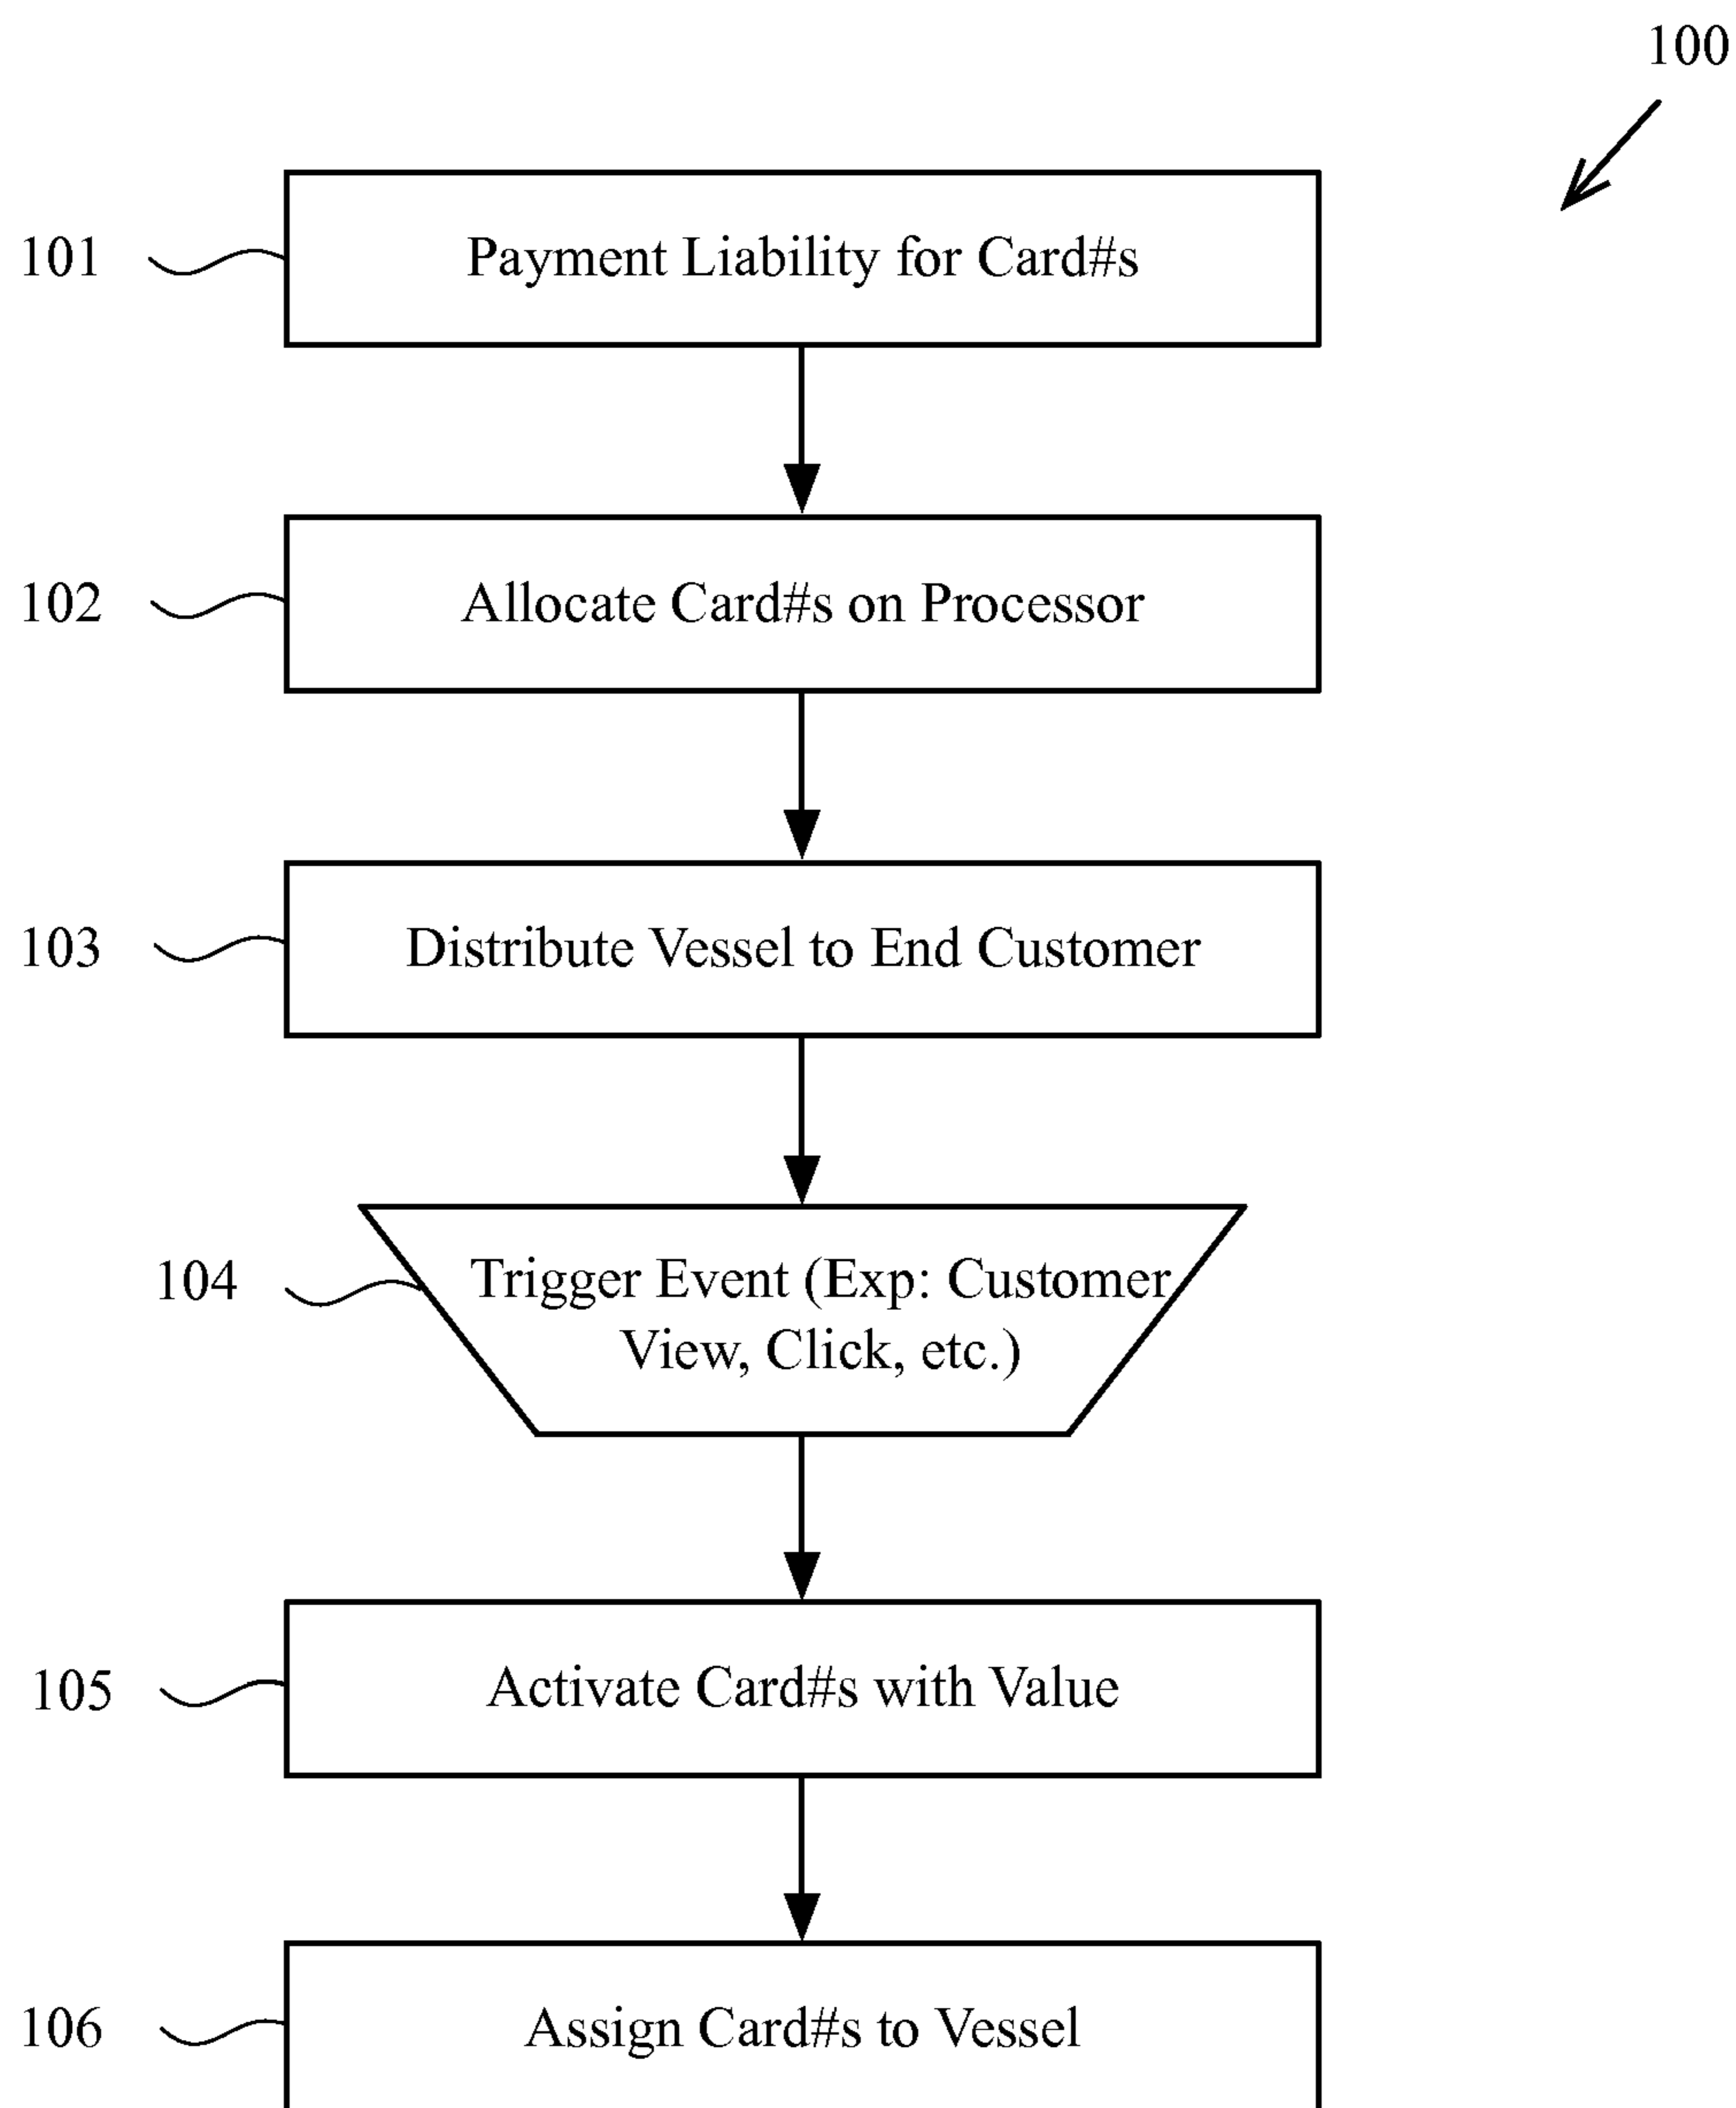 100
101 Payment Liability for Card#s
102 Allocate Card#s on Processor
103 Distribute Vessel to End Customer
104 Trigger Event (Exp: Customer
View, Click, etc.)
105 Activate Card#s with Value
106 Assign Card#s to Vessel